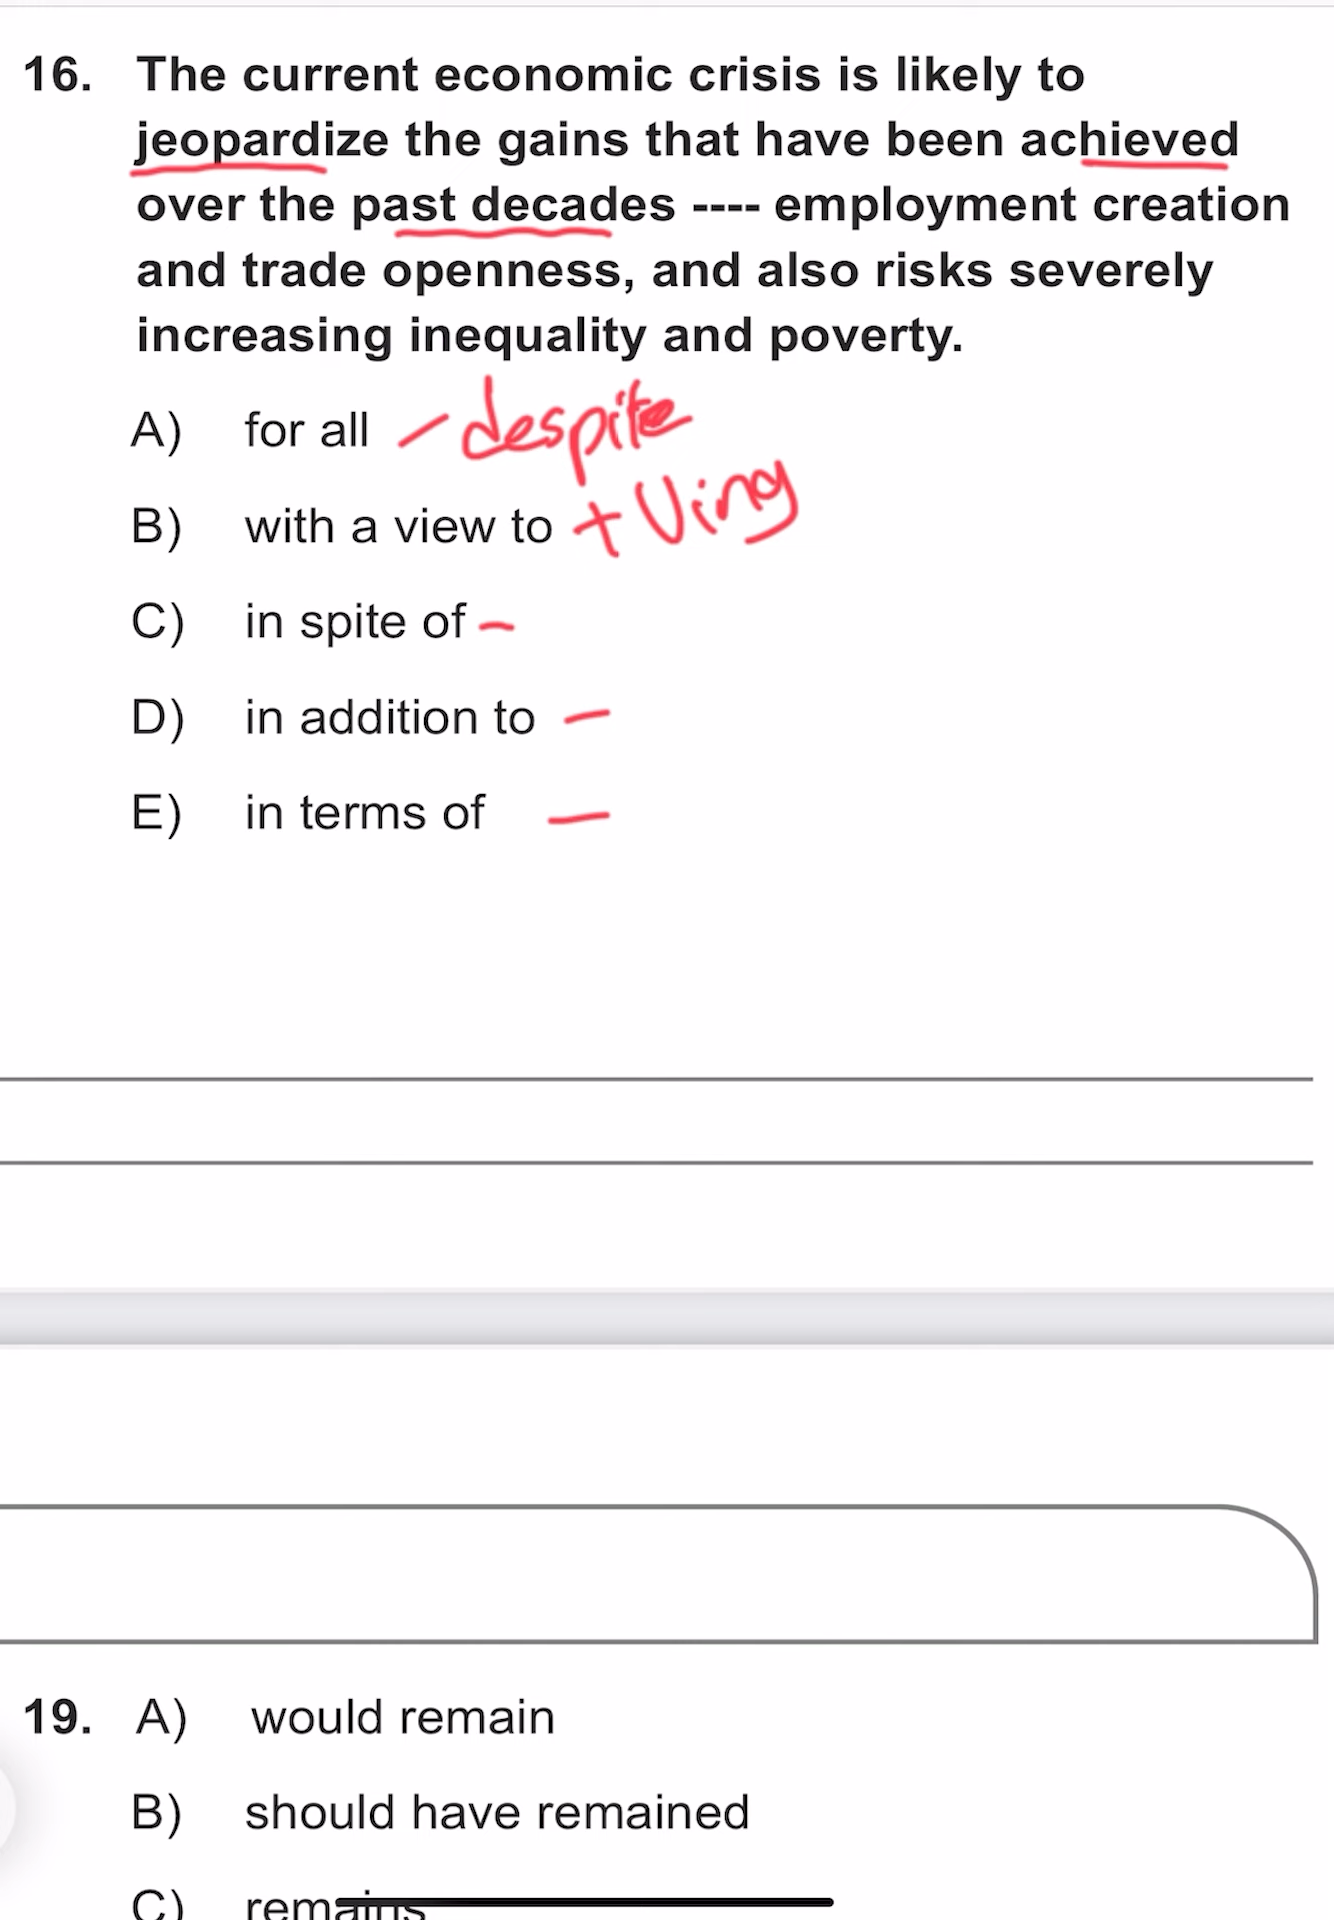 16. The current economic crisis is likely to
jeopardize the gains that have been achieved
over the past decades ---- employment creation
and trade openness, and also risks severely
increasing inequality and poverty.
A) for all - despite
B) with a view to + Ving
C) in spite of -
D) in addition to -
E) in terms of -
19. A) would remain
B) should have remained
C) remains